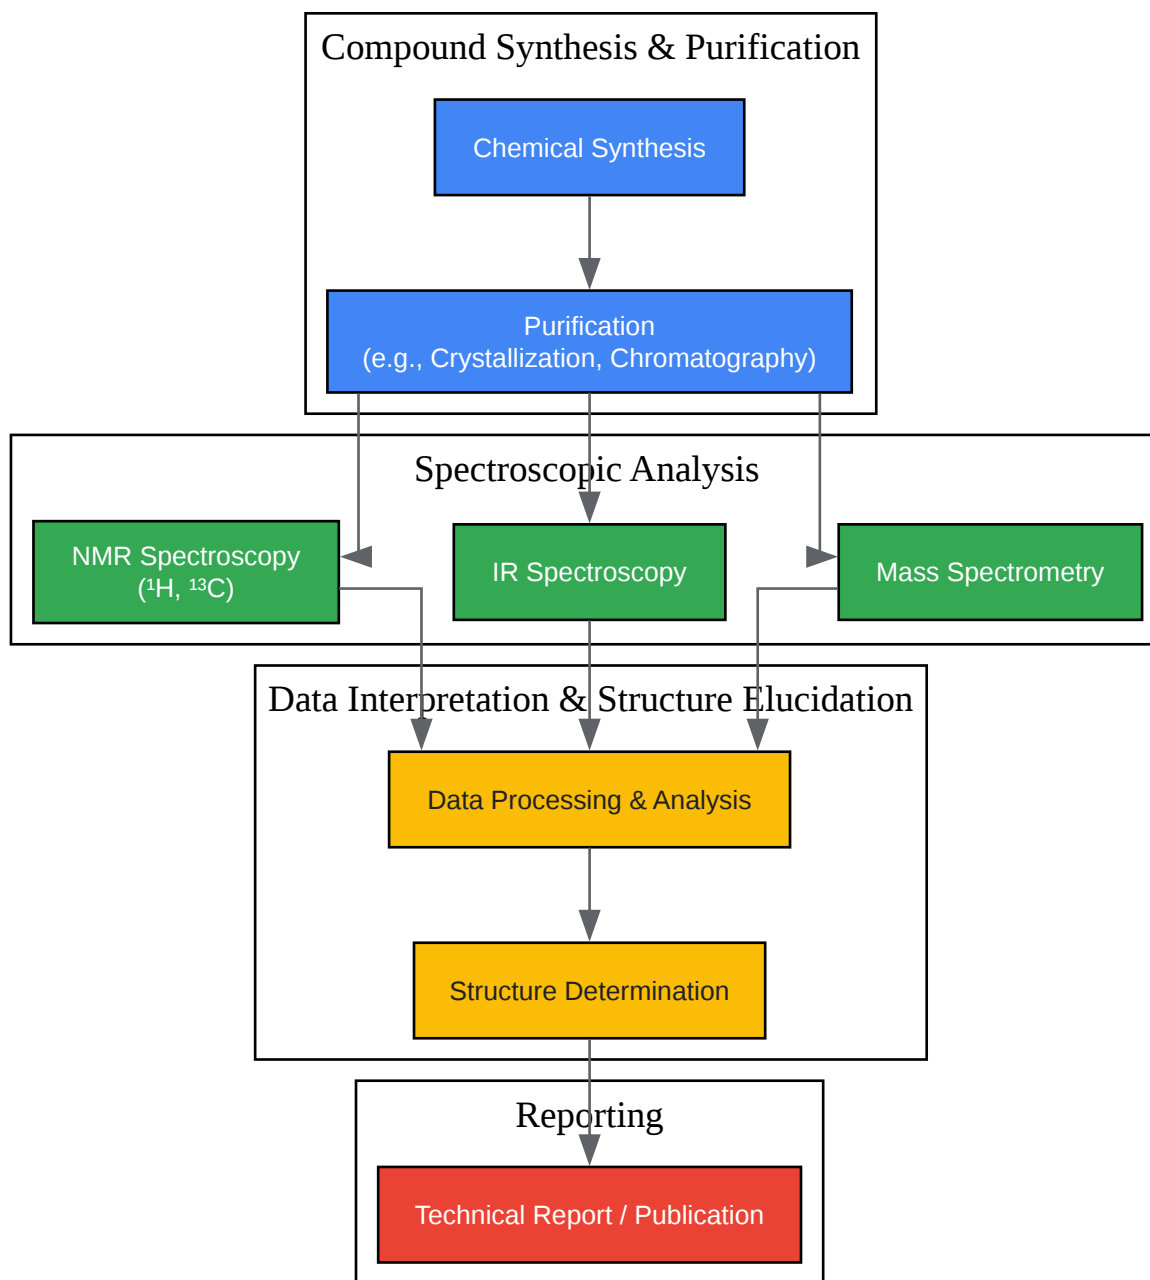 Compound Synthesis & Purification
Chemical Synthesis
Purification
(e.g., Crystallization, Chromatography)
Spectroscopic Analysis
NMR Spectroscopy
(¹H, ¹³C)
IR Spectroscopy
Mass Spectrometry
Data Interpretation & Structure Elucidation
Data Processing & Analysis
Structure Determination
Reporting
Technical Report / Publication